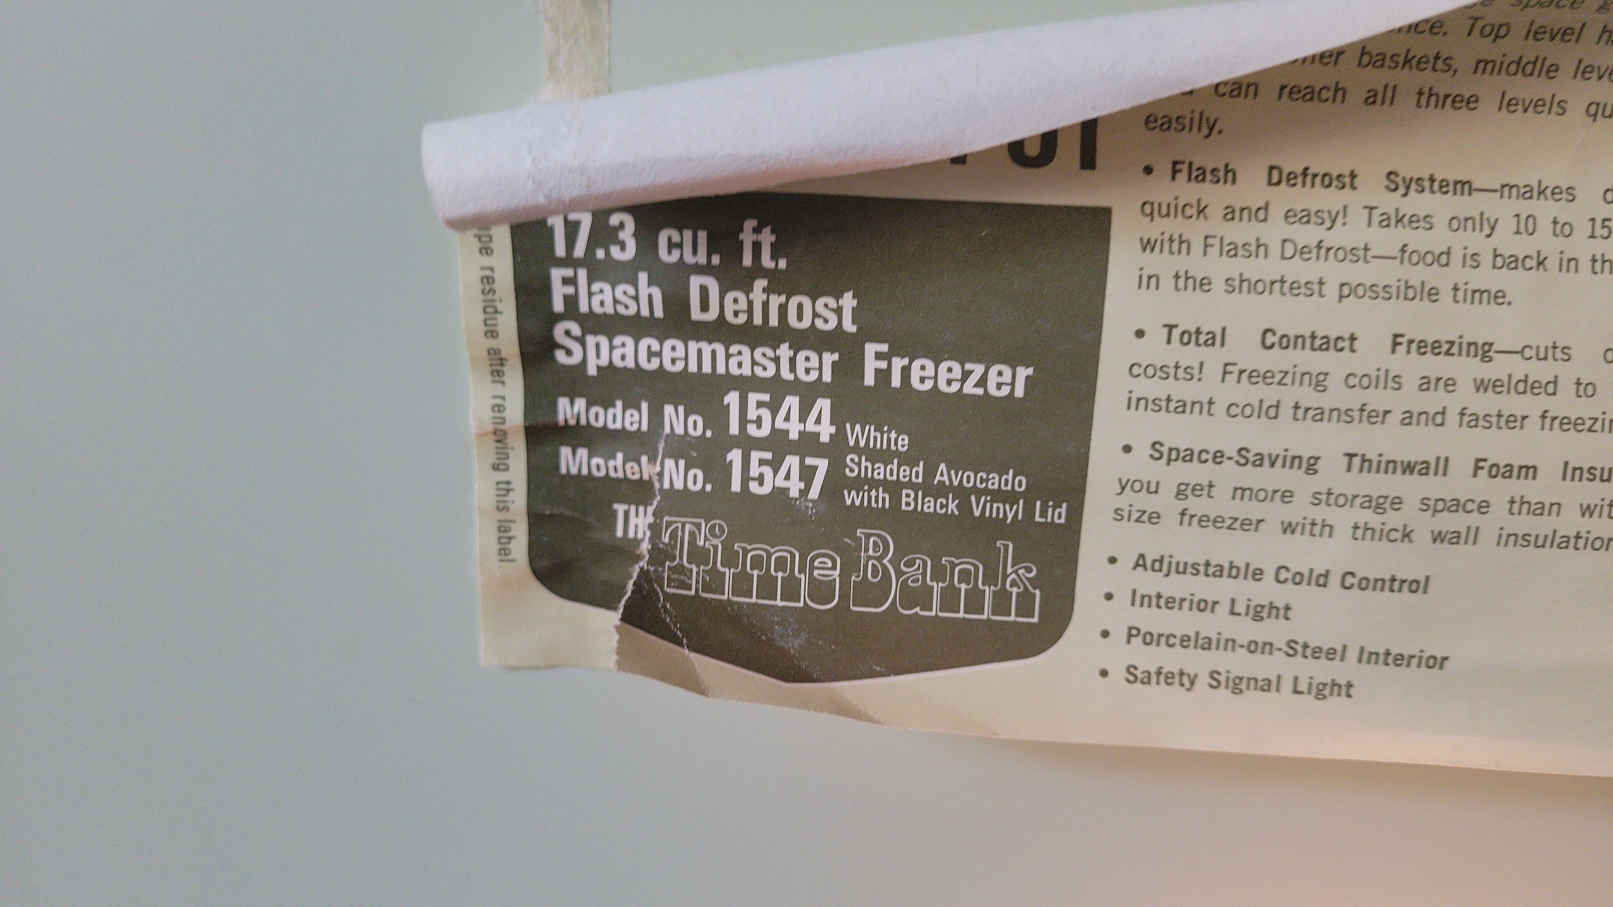 17.3 cu. ft.
Flash Defrost
Spacemaster Freezer
Model No. 1544 White
Model No. 1547 Shaded Avocado
with Black Vinyl Lid
THE Time Bank
residue after removing this label
space
Top level
baskets, middle
can reach all three levels
easily.
• Flash Defrost System—makes
quick and easy! Takes only 10 to 15
with Flash Defrost—food is back in
in the shortest possible time.
• Total Contact Freezing—cuts
costs! Freezing coils are welded to
instant cold transfer and faster
• Space-Saving Thinwall Foam
you get more storage space than
size freezer with thick wall
• Adjustable Cold Control
• Interior Light
• Porcelain-on-Steel Interior
• Safety Signal Light